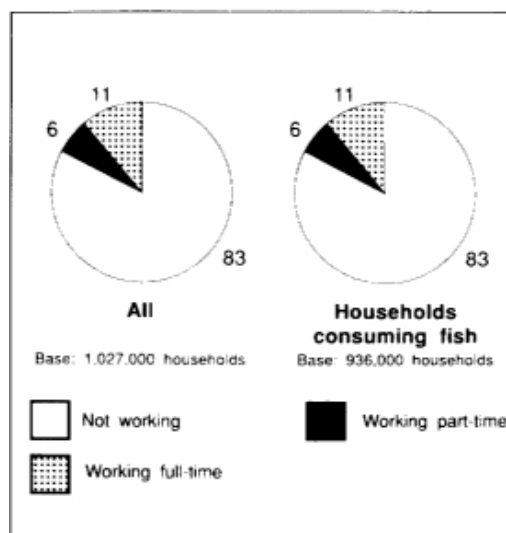 11
6
83
All
Base: 1,027,000 households
11
6
83
Households
consuming fish
Base: 936,000 households
Not working
Working part-time
Working full-time